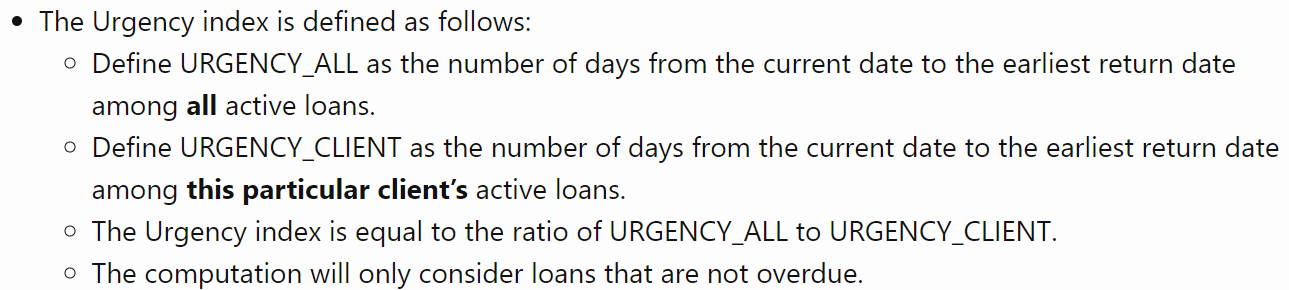 • The Urgency index is defined as follows:
○ Define URGENCY_ALL as the number of days from the current date to the earliest return date
among all active loans.
○ Define URGENCY_CLIENT as the number of days from the current date to the earliest return date
among this particular client’s active loans.
○ The Urgency index is equal to the ratio of URGENCY_ALL to URGENCY_CLIENT.
○ The computation will only consider loans that are not overdue.